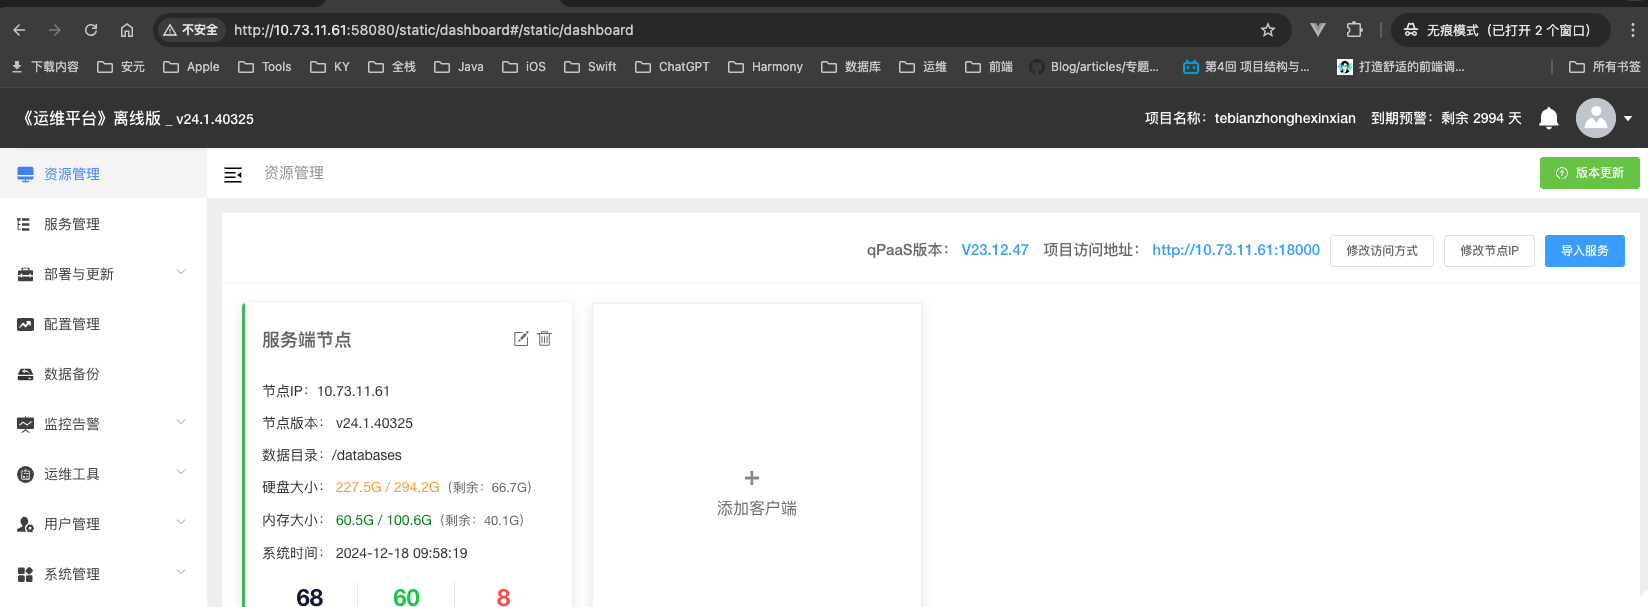 不安全 http://10.73.11.61:58080/static/dashboard#/static/dashboard 无痕模式（已打开 2 个窗口）
下载内容 安元 Apple Tools KY 全栈 Java iOS Swift ChatGPT Harmony 数据库 运维 前端 Blog/articles/专题... 第4回 项目结构与... 打造舒适的前端调... 所有书签
《运维平台》离线版 _ v24.1.40325 项目名称：tebianzhonghexinxian 到期预警：剩余 2994 天
资源管理
资源管理
版本更新
服务管理
部署与更新
配置管理
数据备份
监控告警
运维工具
用户管理
系统管理
qPaaS版本： V23.12.47 项目访问地址： http://10.73.11.61:18000 修改访问方式 修改节点IP 导入服务
服务端节点
节点IP：10.73.11.61
节点版本： v24.1.40325
数据目录：/databases
硬盘大小： 227.5G / 294.2G（剩余：66.7G）
内存大小： 60.5G / 100.6G（剩余：40.1G）
系统时间： 2024-12-18 09:58:19
68 60 8
+
添加客户端